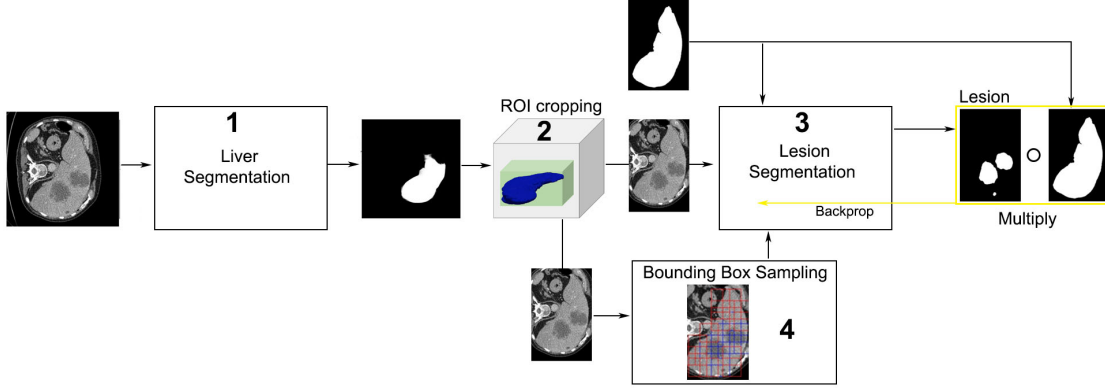 1
Liver
Segmentation
ROI cropping
2
3
Lesion
Segmentation
Backprop
Lesion
Multiply
Bounding Box Sampling
4